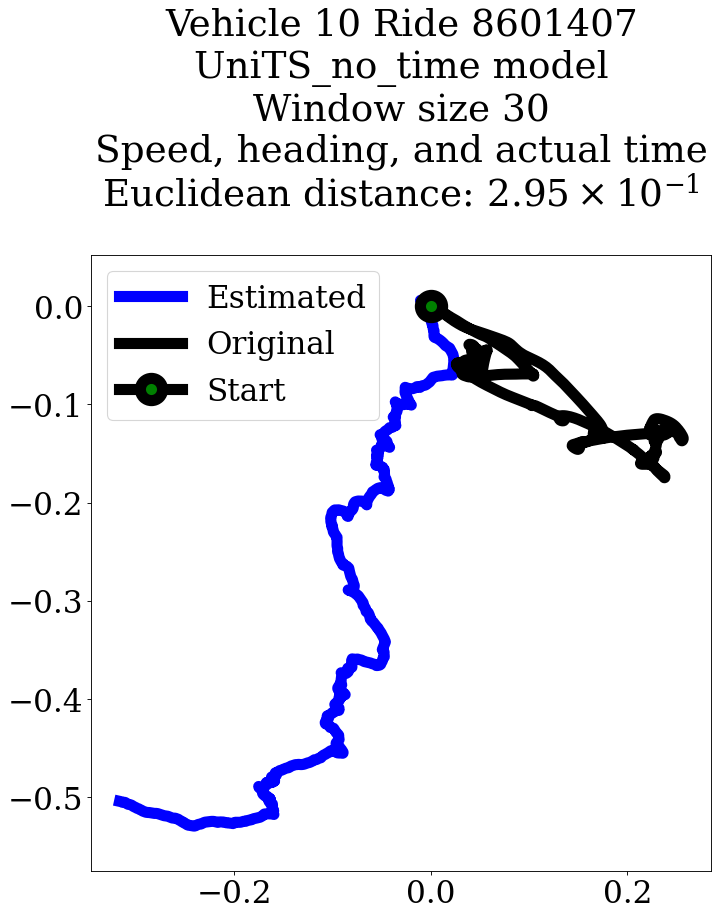 Vehicle 10 Ride 8601407
UniTS_no_time model
Window size 30
Speed, heading, and actual time
Euclidean distance: 2.95 × 10⁻¹
Estimated
Original
Start
0.0
−0.1
−0.2
−0.3
−0.4
−0.5
−0.2 0.0 0.2